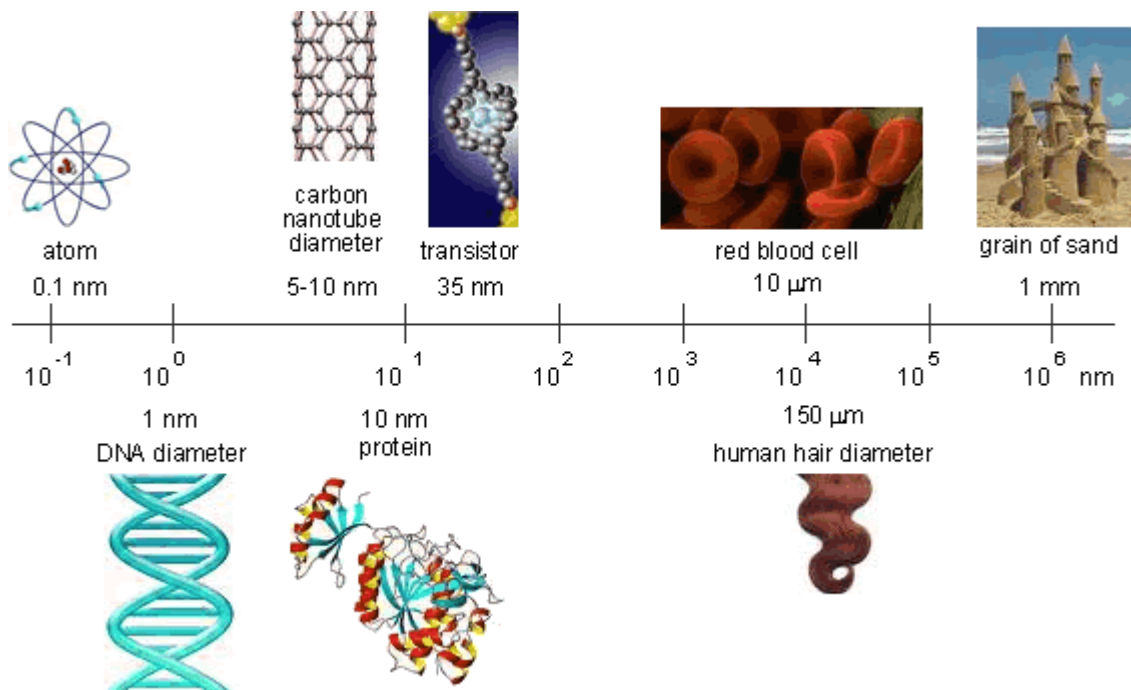 atom
0.1 nm
carbon
nanotube
diameter
5-10 nm
transistor
35 nm
red blood cell
10 μm
grain of sand
1 mm
10⁻¹ 10⁰ 10¹ 10² 10³ 10⁴ 10⁵ 10⁶ nm
1 nm
DNA diameter
10 nm
protein
150 μm
human hair diameter